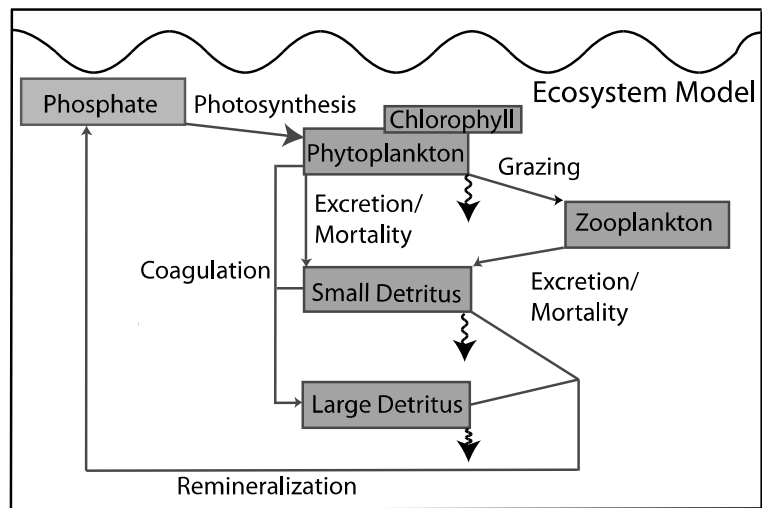 Ecosystem Model
Phosphate
Photosynthesis
Chlorophyll
Phytoplankton
Grazing
Excretion/
Mortality
Zooplankton
Coagulation
Small Detritus
Excretion/
Mortality
Large Detritus
Remineralization